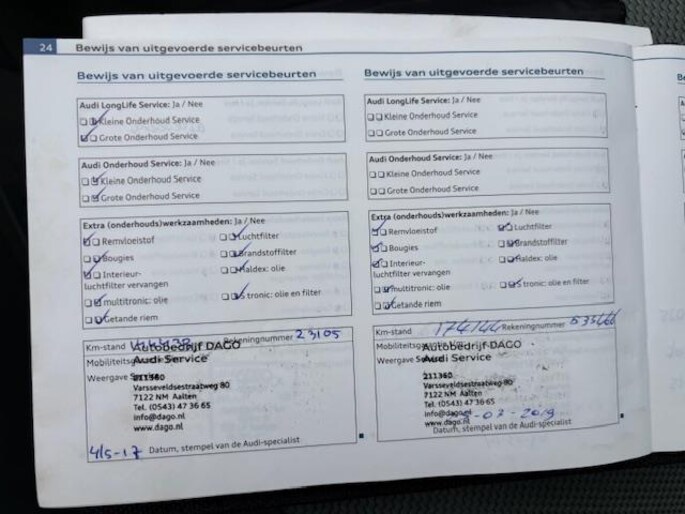 24 Bewijs van uitgevoerde servicebeurten
Bewijs van uitgevoerde servicebeurten
Audi LongLife Service: Ja / Nee
Kleine Onderhoud Service
Grote Onderhoud Service
Audi Onderhoud Service: Ja / Nee
Kleine Onderhoud Service
Grote Onderhoud Service
Extra (onderhouds)werkzaamheden: Ja / Nee
Remvloeistof Luchtfilter
Bougies Brandstoffilter
Interieur- Haldex: olie
luchtfilter vervangen
multitronic: olie S tronic: olie en filter
Getande riem
Km-stand Rekeningnummer 23105
Autobedrijf DAGO
Audi Service
Weergave
211360
Varsseveldsestraatweg 80
7122 NM Aalten
Tel. (0543) 47 36 65
info@dago.nl
www.dago.nl
4/5-17 Datum, stempel van de Audi-specialist
Bewijs van uitgevoerde servicebeurten
Audi LongLife Service: Ja / Nee
Kleine Onderhoud Service
Grote Onderhoud Service
Audi Onderhoud Service: Ja / Nee
Kleine Onderhoud Service
Grote Onderhoud Service
Extra (onderhouds)werkzaamheden: Ja / Nee
Remvloeistof Luchtfilter
Bougies Brandstoffilter
Interieur- Haldex: olie
luchtfilter vervangen
multitronic: olie S tronic: olie en filter
Getande riem
Km-stand 174144 Rekeningnummer
Autobedrijf DAGO
Audi Service
Weergave
211360
Varsseveldsestraatweg 80
7122 NM Aalten
Tel. (0543) 47 36 65
info@dago.nl -03-2019
www.dago.nl
Datum, stempel van de Audi-specialist